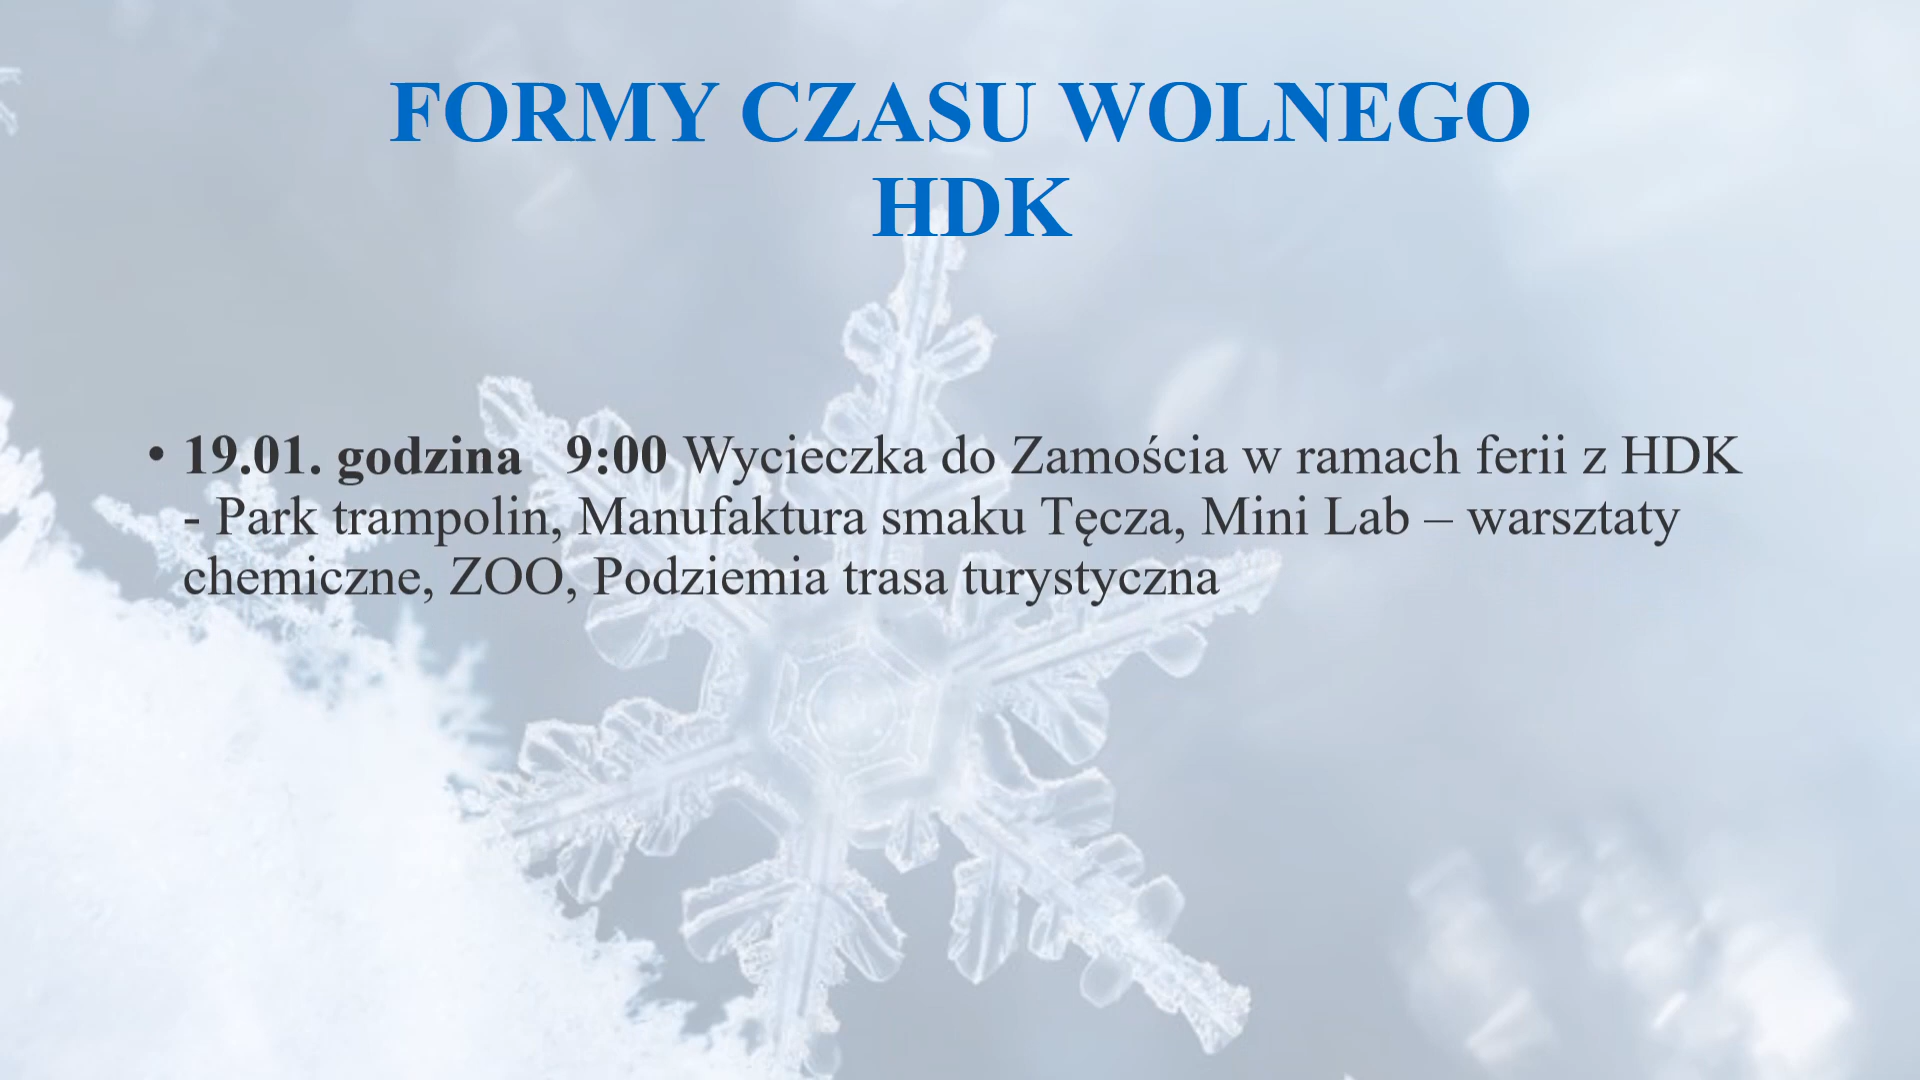 FORMY CZASU WOLNEGO
HDK
• 19.01. godzina 9:00 Wycieczka do Zamościa w ramach ferii z HDK
- Park trampolin, Manufaktura smaku Tęcza, Mini Lab – warsztaty
chemiczne, ZOO, Podziemia trasa turystyczna